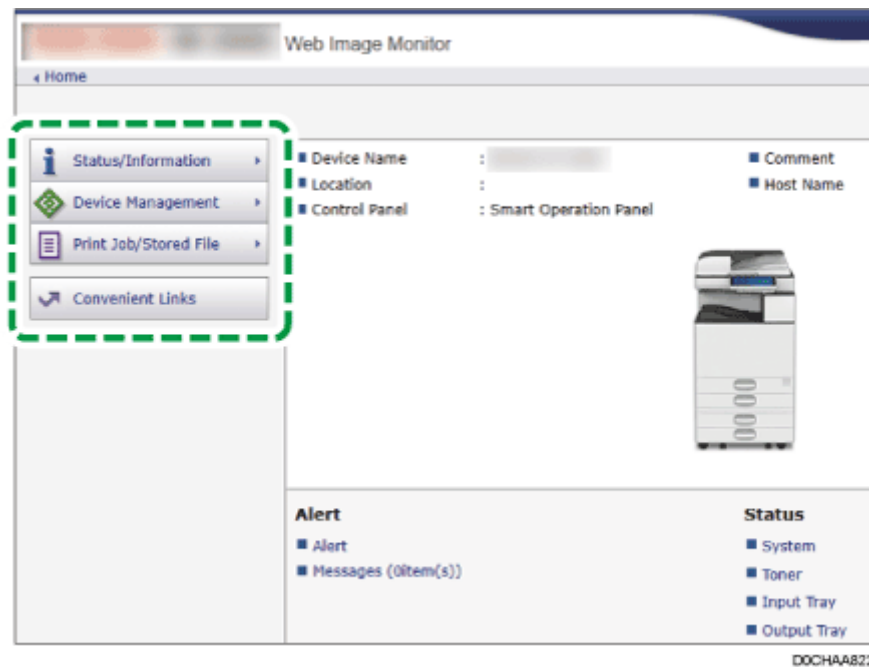 Web Image Monitor
Home
Status/Information
Device Management
Print Job/Stored File
Convenient Links
Device Name :
Location :
Control Panel : Smart Operation Panel
Comment
Host Name
Alert
Alert
Messages (0item(s))
Status
System
Toner
Input Tray
Output Tray